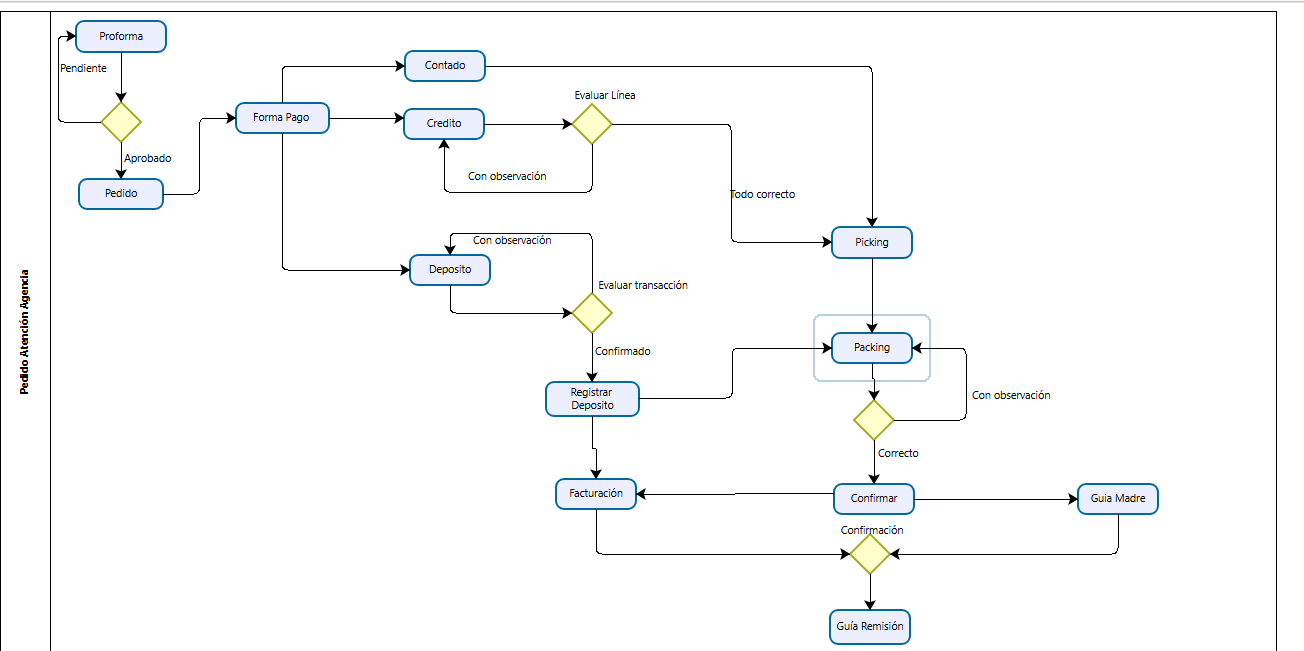 Pedido Atención Agencia
Proforma
Pendiente
Aprobado
Pedido
Forma Pago
Contado
Credito
Evaluar Línea
Con observación
Todo correcto
Con observación
Deposito
Evaluar transacción
Confirmado
Registrar
Deposito
Picking
Packing
Con observación
Correcto
Facturación
Confirmar
Guia Madre
Confirmación
Guía Remisión